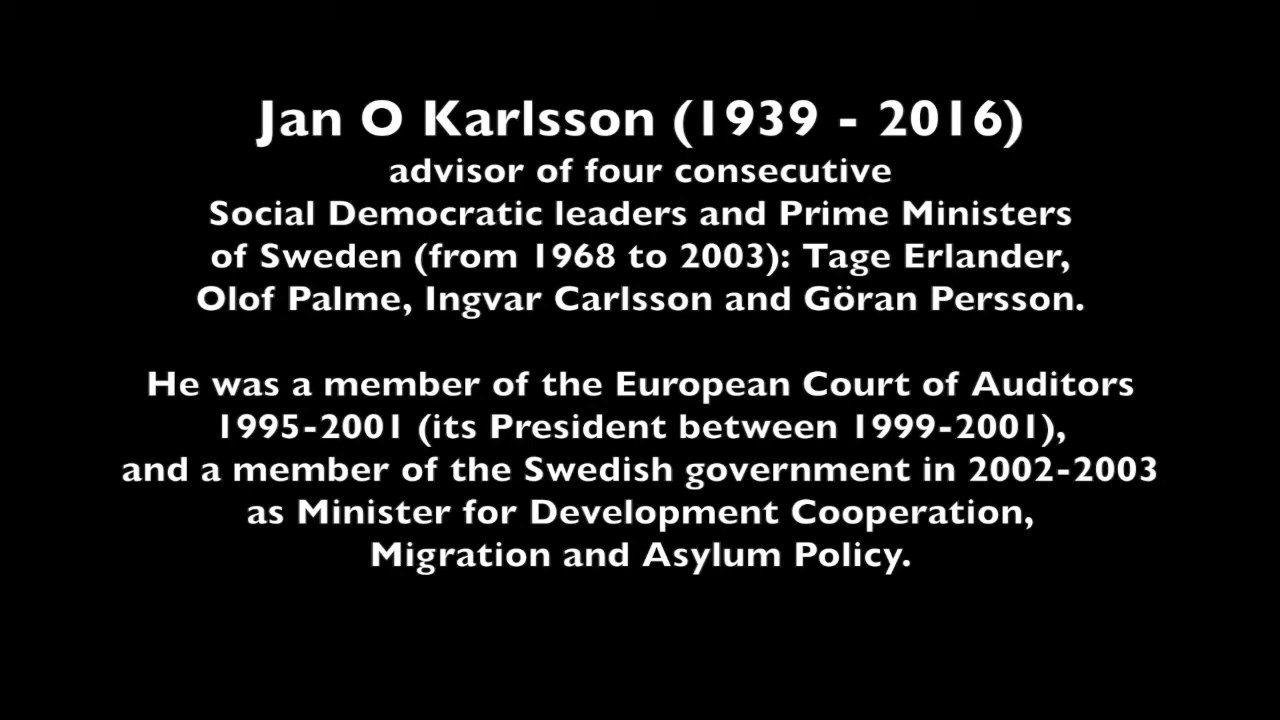 Jan O Karlsson (1939 - 2016)
advisor of four consecutive
Social Democratic leaders and Prime Ministers
of Sweden (from 1968 to 2003): Tage Erlander,
Olof Palme, Ingvar Carlsson and Göran Persson.
He was a member of the European Court of Auditors
1995-2001 (its President between 1999-2001),
and a member of the Swedish government in 2002-2003
as Minister for Development Cooperation,
Migration and Asylum Policy.